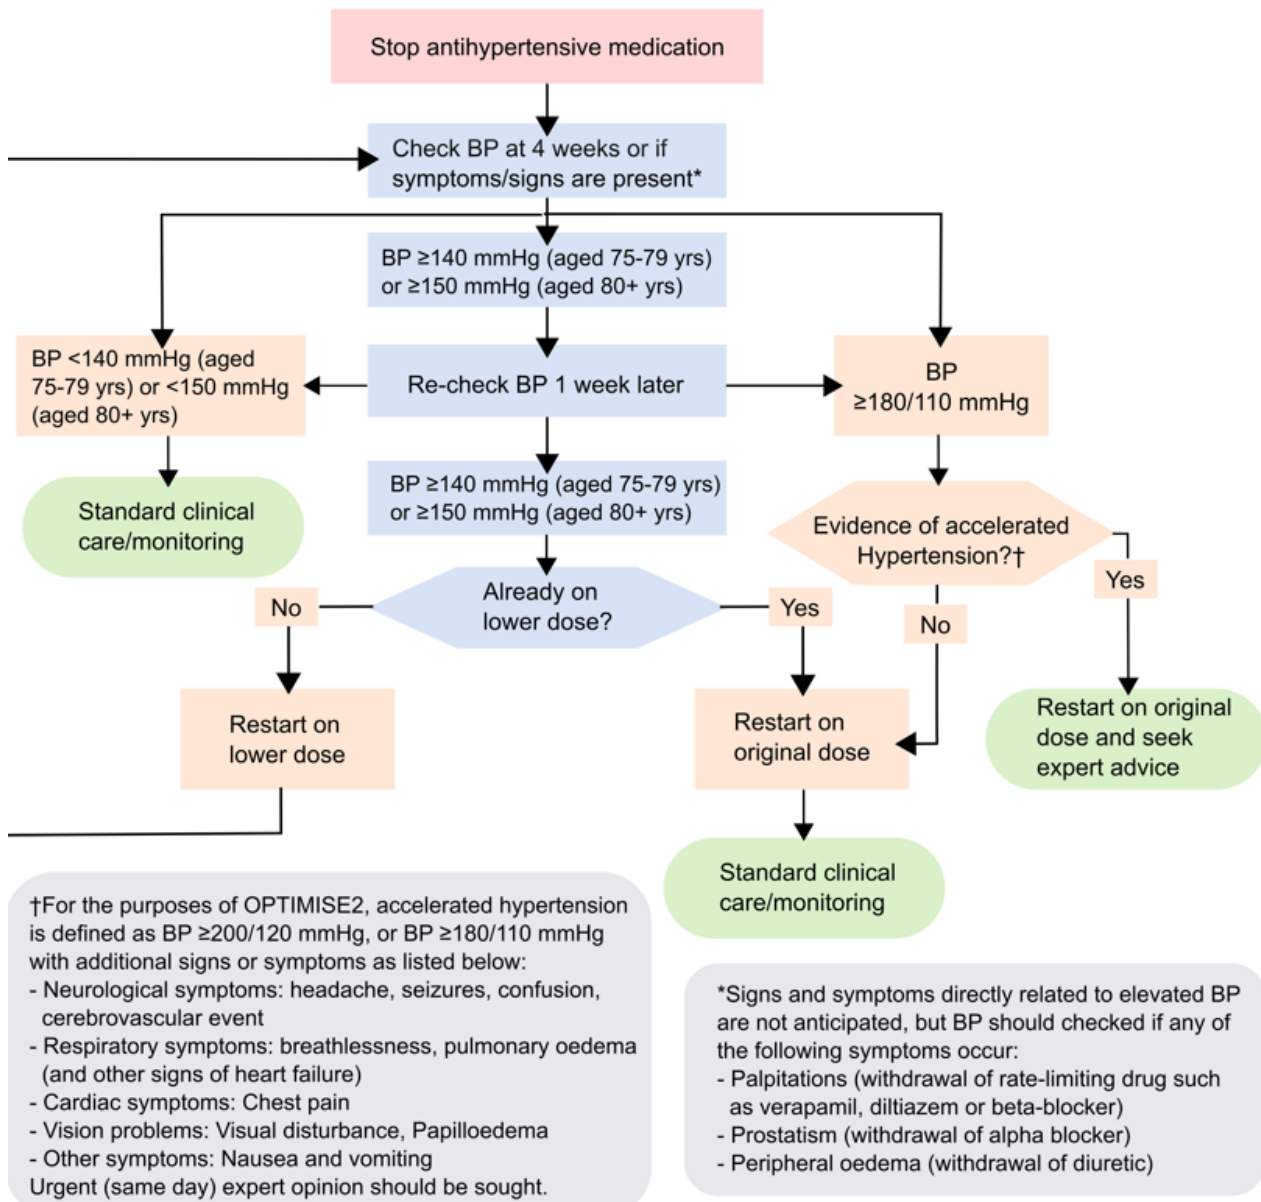 Stop antihypertensive medication
Check BP at 4 weeks or if
symptoms/signs are present*
BP ≥140 mmHg (aged 75-79 yrs)
or ≥150 mmHg (aged 80+ yrs)
BP <140 mmHg (aged
75-79 yrs) or <150 mmHg
(aged 80+ yrs)
Re-check BP 1 week later
BP
≥180/110 mmHg
Standard clinical
care/monitoring
BP ≥140 mmHg (aged 75-79 yrs)
or ≥150 mmHg (aged 80+ yrs)
Evidence of accelerated
Hypertension?†
Already on
lower dose?
No
Yes
No
Yes
Restart on
lower dose
Restart on
original dose
Restart on original
dose and seek
expert advice
Standard clinical
care/monitoring
†For the purposes of OPTIMISE2, accelerated hypertension
is defined as BP ≥200/120 mmHg, or BP ≥180/110 mmHg
with additional signs or symptoms as listed below:
- Neurological symptoms: headache, seizures, confusion,
cerebrovascular event
- Respiratory symptoms: breathlessness, pulmonary oedema
(and other signs of heart failure)
- Cardiac symptoms: Chest pain
- Vision problems: Visual disturbance, Papilloedema
- Other symptoms: Nausea and vomiting
Urgent (same day) expert opinion should be sought.
*Signs and symptoms directly related to elevated BP
are not anticipated, but BP should checked if any of
the following symptoms occur:
- Palpitations (withdrawal of rate-limiting drug such
as verapamil, diltiazem or beta-blocker)
- Prostatism (withdrawal of alpha blocker)
- Peripheral oedema (withdrawal of diuretic)